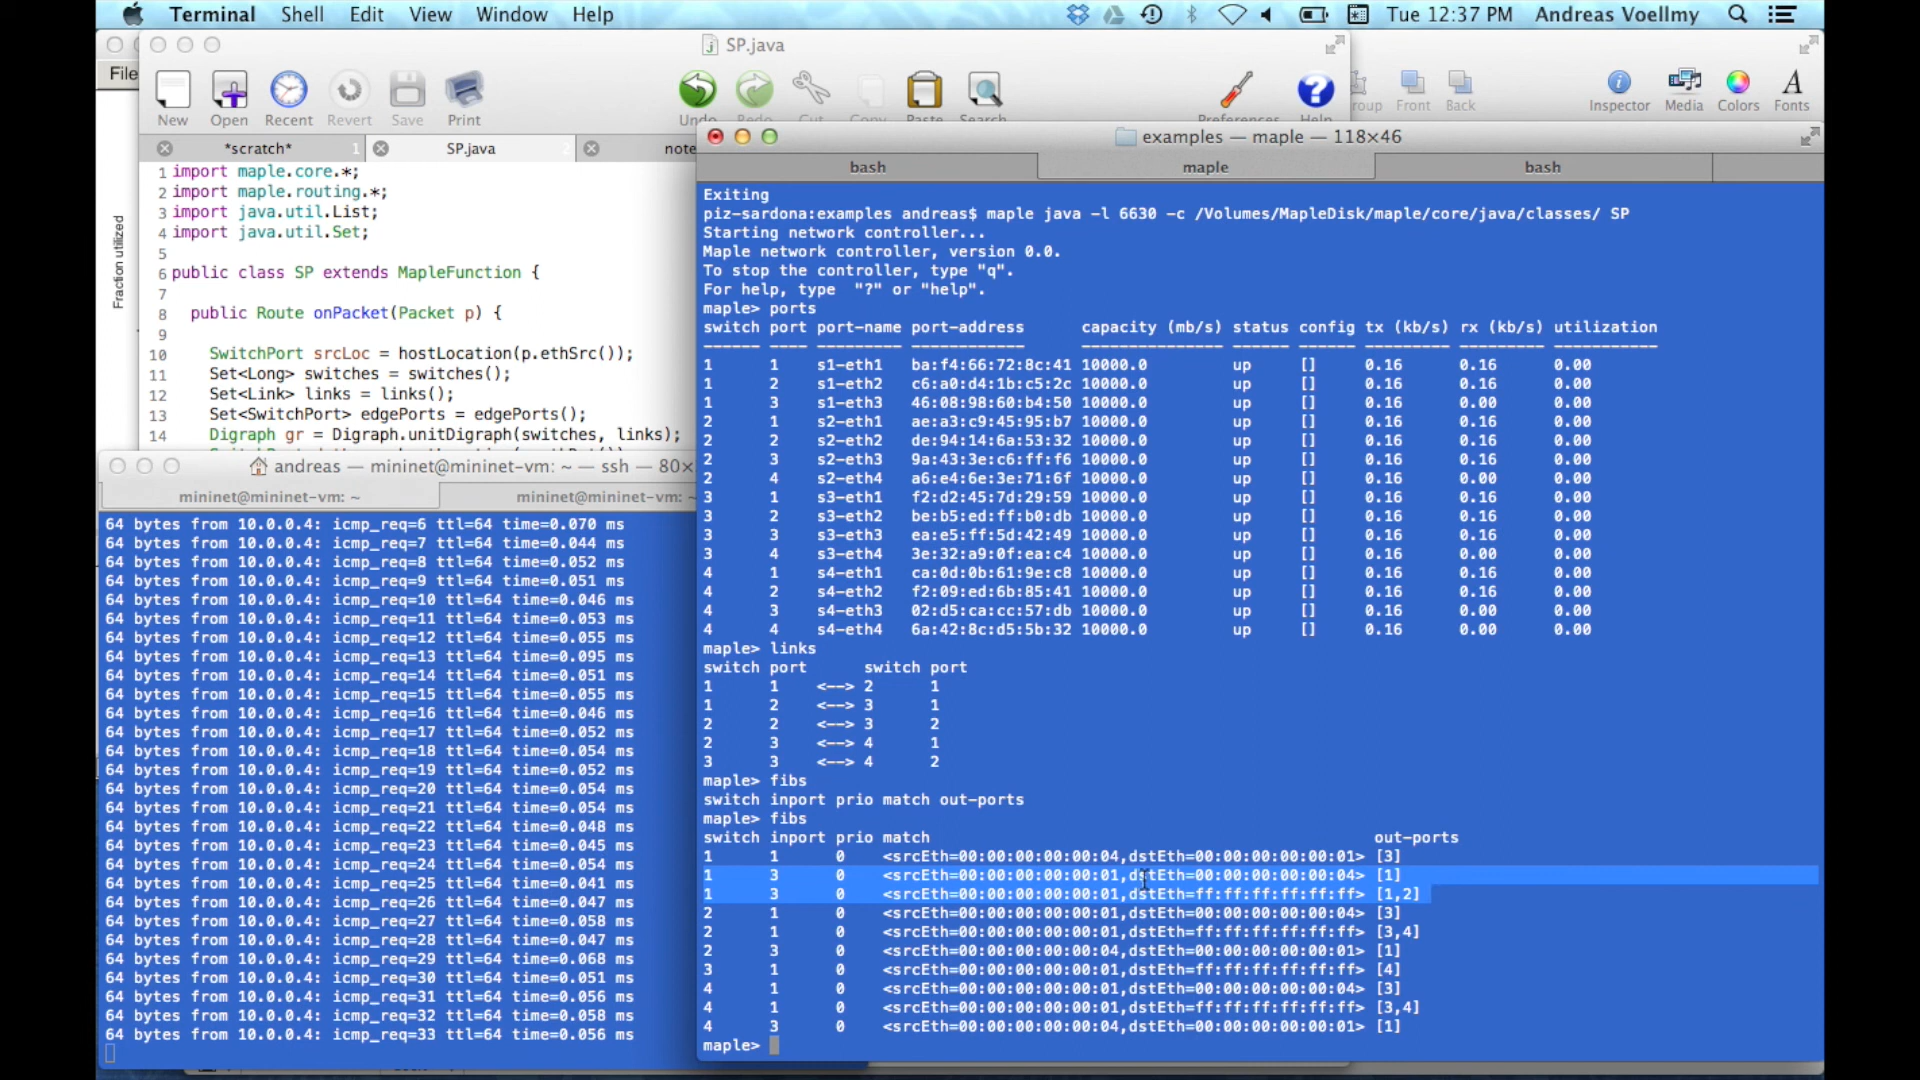 Terminal Shell Edit View Window Help Tue 12:37 PM Andreas Voellmy
SP.java
File
New Open Recent Revert Save Print Undo Redo Cut Copy Paste Search Preferences Help Front Back Inspector Media Colors Fonts
*scratch* 1 SP.java 2 note
Fraction utilized
1 import maple.core.*;
2 import maple.routing.*;
3 import java.util.List;
4 import java.util.Set;
5
6 public class SP extends MapleFunction {
7
8 public Route onPacket(Packet p) {
9
10 SwitchPort srcLoc = hostLocation(p.ethSrc());
11 Set<Long> switches = switches();
12 Set<Link> links = links();
13 Set<SwitchPort> edgePorts = edgePorts();
14 Digraph gr = Digraph.unitDigraph(switches, links);
andreas — mininet@mininet-vm: ~ — ssh — 80×
mininet@mininet-vm: ~ mininet@mininet-vm: ~
64 bytes from 10.0.0.4: icmp_req=6 ttl=64 time=0.070 ms
64 bytes from 10.0.0.4: icmp_req=7 ttl=64 time=0.044 ms
64 bytes from 10.0.0.4: icmp_req=8 ttl=64 time=0.052 ms
64 bytes from 10.0.0.4: icmp_req=9 ttl=64 time=0.051 ms
64 bytes from 10.0.0.4: icmp_req=10 ttl=64 time=0.046 ms
64 bytes from 10.0.0.4: icmp_req=11 ttl=64 time=0.053 ms
64 bytes from 10.0.0.4: icmp_req=12 ttl=64 time=0.055 ms
64 bytes from 10.0.0.4: icmp_req=13 ttl=64 time=0.095 ms
64 bytes from 10.0.0.4: icmp_req=14 ttl=64 time=0.051 ms
64 bytes from 10.0.0.4: icmp_req=15 ttl=64 time=0.055 ms
64 bytes from 10.0.0.4: icmp_req=16 ttl=64 time=0.046 ms
64 bytes from 10.0.0.4: icmp_req=17 ttl=64 time=0.052 ms
64 bytes from 10.0.0.4: icmp_req=18 ttl=64 time=0.054 ms
64 bytes from 10.0.0.4: icmp_req=19 ttl=64 time=0.052 ms
64 bytes from 10.0.0.4: icmp_req=20 ttl=64 time=0.054 ms
64 bytes from 10.0.0.4: icmp_req=21 ttl=64 time=0.044 ms
64 bytes from 10.0.0.4: icmp_req=22 ttl=64 time=0.048 ms
64 bytes from 10.0.0.4: icmp_req=23 ttl=64 time=0.045 ms
64 bytes from 10.0.0.4: icmp_req=24 ttl=64 time=0.054 ms
64 bytes from 10.0.0.4: icmp_req=25 ttl=64 time=0.041 ms
64 bytes from 10.0.0.4: icmp_req=26 ttl=64 time=0.047 ms
64 bytes from 10.0.0.4: icmp_req=27 ttl=64 time=0.058 ms
64 bytes from 10.0.0.4: icmp_req=28 ttl=64 time=0.047 ms
64 bytes from 10.0.0.4: icmp_req=29 ttl=64 time=0.068 ms
64 bytes from 10.0.0.4: icmp_req=30 ttl=64 time=0.051 ms
64 bytes from 10.0.0.4: icmp_req=31 ttl=64 time=0.056 ms
64 bytes from 10.0.0.4: icmp_req=32 ttl=64 time=0.058 ms
64 bytes from 10.0.0.4: icmp_req=33 ttl=64 time=0.056 ms
examples — maple — 118×46
bash maple bash
Exiting
piz-sardona:examples andreas$ maple java -l 6630 -c /Volumes/MapleDisk/maple/core/java/classes/ SP
Starting network controller...
Maple network controller, version 0.0.
To stop the controller, type "q".
For help, type "?" or "help".
maple> ports
switch port port-name port-address capacity (mb/s) status config tx (kb/s) rx (kb/s) utilization
------ ---- --------- ------------ --------------- ------ ------ --------- --------- -----------
1 1 s1-eth1 ba:f4:66:72:8c:41 10000.0 up [] 0.16 0.16 0.00
1 2 s1-eth2 c6:a0:d4:1b:c5:2c 10000.0 up [] 0.16 0.16 0.00
1 3 s1-eth3 46:08:98:60:b4:50 10000.0 up [] 0.16 0.00 0.00
2 1 s2-eth1 ae:a3:c9:45:95:b7 10000.0 up [] 0.16 0.16 0.00
2 2 s2-eth2 de:94:14:6a:53:32 10000.0 up [] 0.16 0.16 0.00
2 3 s2-eth3 9a:43:3e:c6:ff:f6 10000.0 up [] 0.16 0.16 0.00
2 4 s2-eth4 a6:e4:6e:3e:71:6f 10000.0 up [] 0.16 0.00 0.00
3 1 s3-eth1 f2:d2:45:7d:29:59 10000.0 up [] 0.16 0.16 0.00
3 2 s3-eth2 be:b5:ed:ff:b0:db 10000.0 up [] 0.16 0.16 0.00
3 3 s3-eth3 ea:e5:ff:5d:42:49 10000.0 up [] 0.16 0.16 0.00
3 4 s3-eth4 3e:32:a9:0f:ea:c4 10000.0 up [] 0.16 0.00 0.00
4 1 s4-eth1 ca:0d:0b:61:9e:c8 10000.0 up [] 0.16 0.16 0.00
4 2 s4-eth2 f2:09:ed:6b:85:41 10000.0 up [] 0.16 0.16 0.00
4 3 s4-eth3 02:d5:ca:cc:57:db 10000.0 up [] 0.16 0.00 0.00
4 4 s4-eth4 6a:42:8c:d5:5b:32 10000.0 up [] 0.16 0.00 0.00
maple> links
switch port switch port
1 1 <--> 2 1
1 2 <--> 3 1
2 2 <--> 3 2
2 3 <--> 4 1
3 3 <--> 4 2
maple> fibs
switch inport prio match out-ports
maple> fibs
switch inport prio match out-ports
1 1 0 <srcEth=00:00:00:00:00:04,dstEth=00:00:00:00:00:01> [3]
1 3 0 <srcEth=00:00:00:00:00:01,dstEth=00:00:00:00:00:04> [1]
1 3 0 <srcEth=00:00:00:00:00:01,dstEth=ff:ff:ff:ff:ff:ff> [1,2]
2 1 0 <srcEth=00:00:00:00:00:01,dstEth=00:00:00:00:00:04> [3]
2 1 0 <srcEth=00:00:00:00:00:01,dstEth=ff:ff:ff:ff:ff:ff> [3,4]
2 3 0 <srcEth=00:00:00:00:00:04,dstEth=00:00:00:00:00:01> [1]
3 1 0 <srcEth=00:00:00:00:00:01,dstEth=ff:ff:ff:ff:ff:ff> [4]
4 1 0 <srcEth=00:00:00:00:00:01,dstEth=00:00:00:00:00:04> [3]
4 1 0 <srcEth=00:00:00:00:00:01,dstEth=ff:ff:ff:ff:ff:ff> [3,4]
4 3 0 <srcEth=00:00:00:00:00:04,dstEth=00:00:00:00:00:01> [1]
maple>